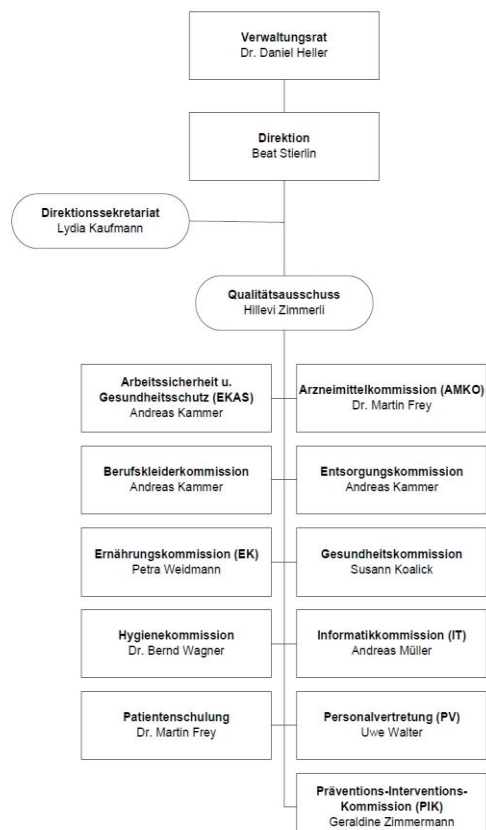 Verwaltungsrat
Dr. Daniel Heller
Direktion
Beat Stierlin
Direktionssekretariat
Lydia Kaufmann
Qualitätsausschuss
Hillevi Zimmerli
Arbeitssicherheit u.
Gesundheitsschutz (EKAS)
Andreas Kammer
Arzneimittelkommission (AMKO)
Dr. Martin Frey
Berufskleiderkommission
Andreas Kammer
Entsorgungskommission
Andreas Kammer
Ernährungskommission (EK)
Petra Weidmann
Gesundheitskommission
Susann Koalick
Hygienekommission
Dr. Bernd Wagner
Informatikkommission (IT)
Andreas Müller
Patientenschulung
Dr. Martin Frey
Personalvertretung (PV)
Uwe Walter
Präventions-Interventions-
Kommission (PIK)
Geraldine Zimmermann